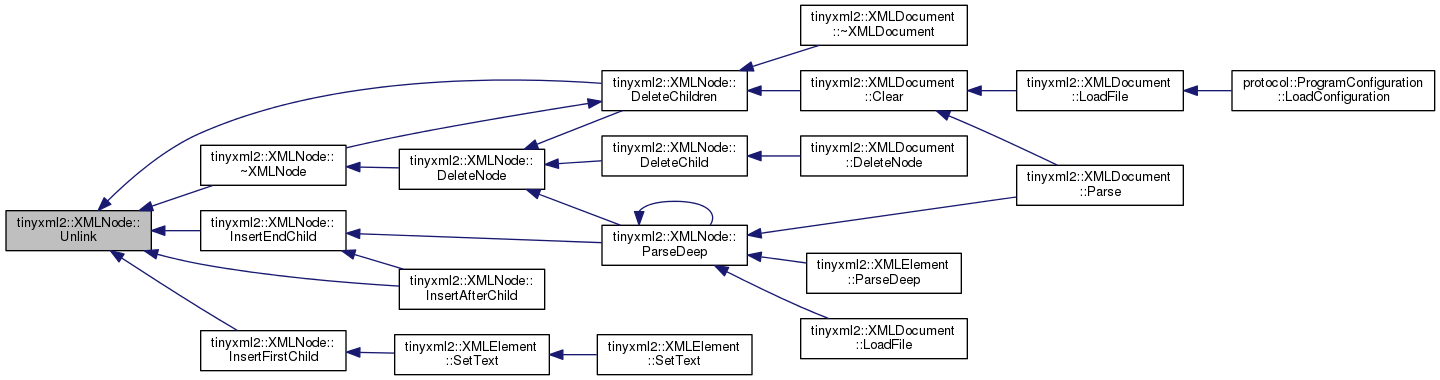 tinyxml2::XMLDocument
::~XMLDocument
tinyxml2::XMLNode::
DeleteChildren
tinyxml2::XMLDocument
::Clear
tinyxml2::XMLDocument
::LoadFile
protocol::ProgramConfiguration
::LoadConfiguration
tinyxml2::XMLNode::
~XMLNode
tinyxml2::XMLNode::
DeleteNode
tinyxml2::XMLNode::
DeleteChild
tinyxml2::XMLDocument
::DeleteNode
tinyxml2::XMLDocument
::Parse
tinyxml2::XMLNode::
Unlink
tinyxml2::XMLNode::
InsertEndChild
tinyxml2::XMLNode::
ParseDeep
tinyxml2::XMLElement
::ParseDeep
tinyxml2::XMLNode::
InsertAfterChild
tinyxml2::XMLDocument
::LoadFile
tinyxml2::XMLNode::
InsertFirstChild
tinyxml2::XMLElement
::SetText
tinyxml2::XMLElement
::SetText